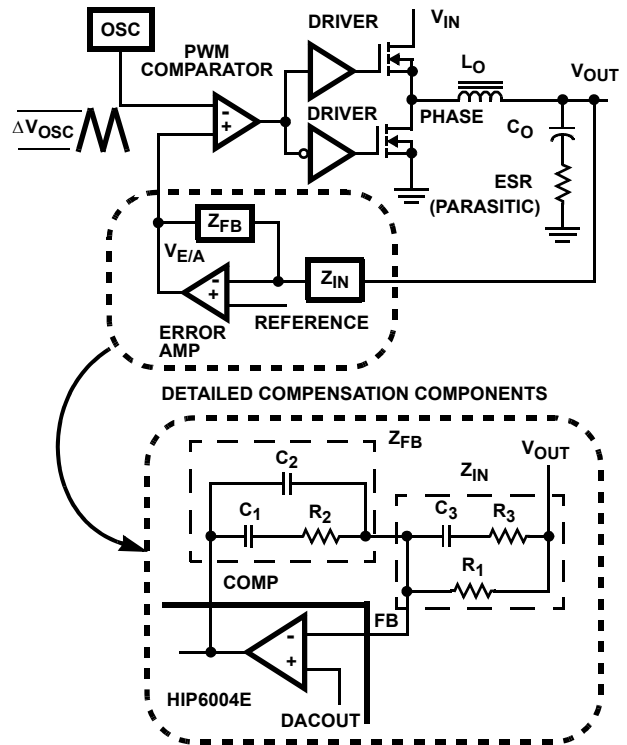 OSC
PWM
COMPARATOR
DRIVER
V_IN
-
+
DRIVER
L_O
V_OUT
PHASE
ΔV_OSC
C_O
ESR
(PARASITIC)
Z_FB
V_E/A
-
+
Z_IN
REFERENCE
ERROR
AMP
DETAILED COMPENSATION COMPONENTS
Z_FB
V_OUT
C_2
Z_IN
C_1
R_2
C_3
R_3
COMP
R_1
FB
-
+
HIP6004E
DACOUT